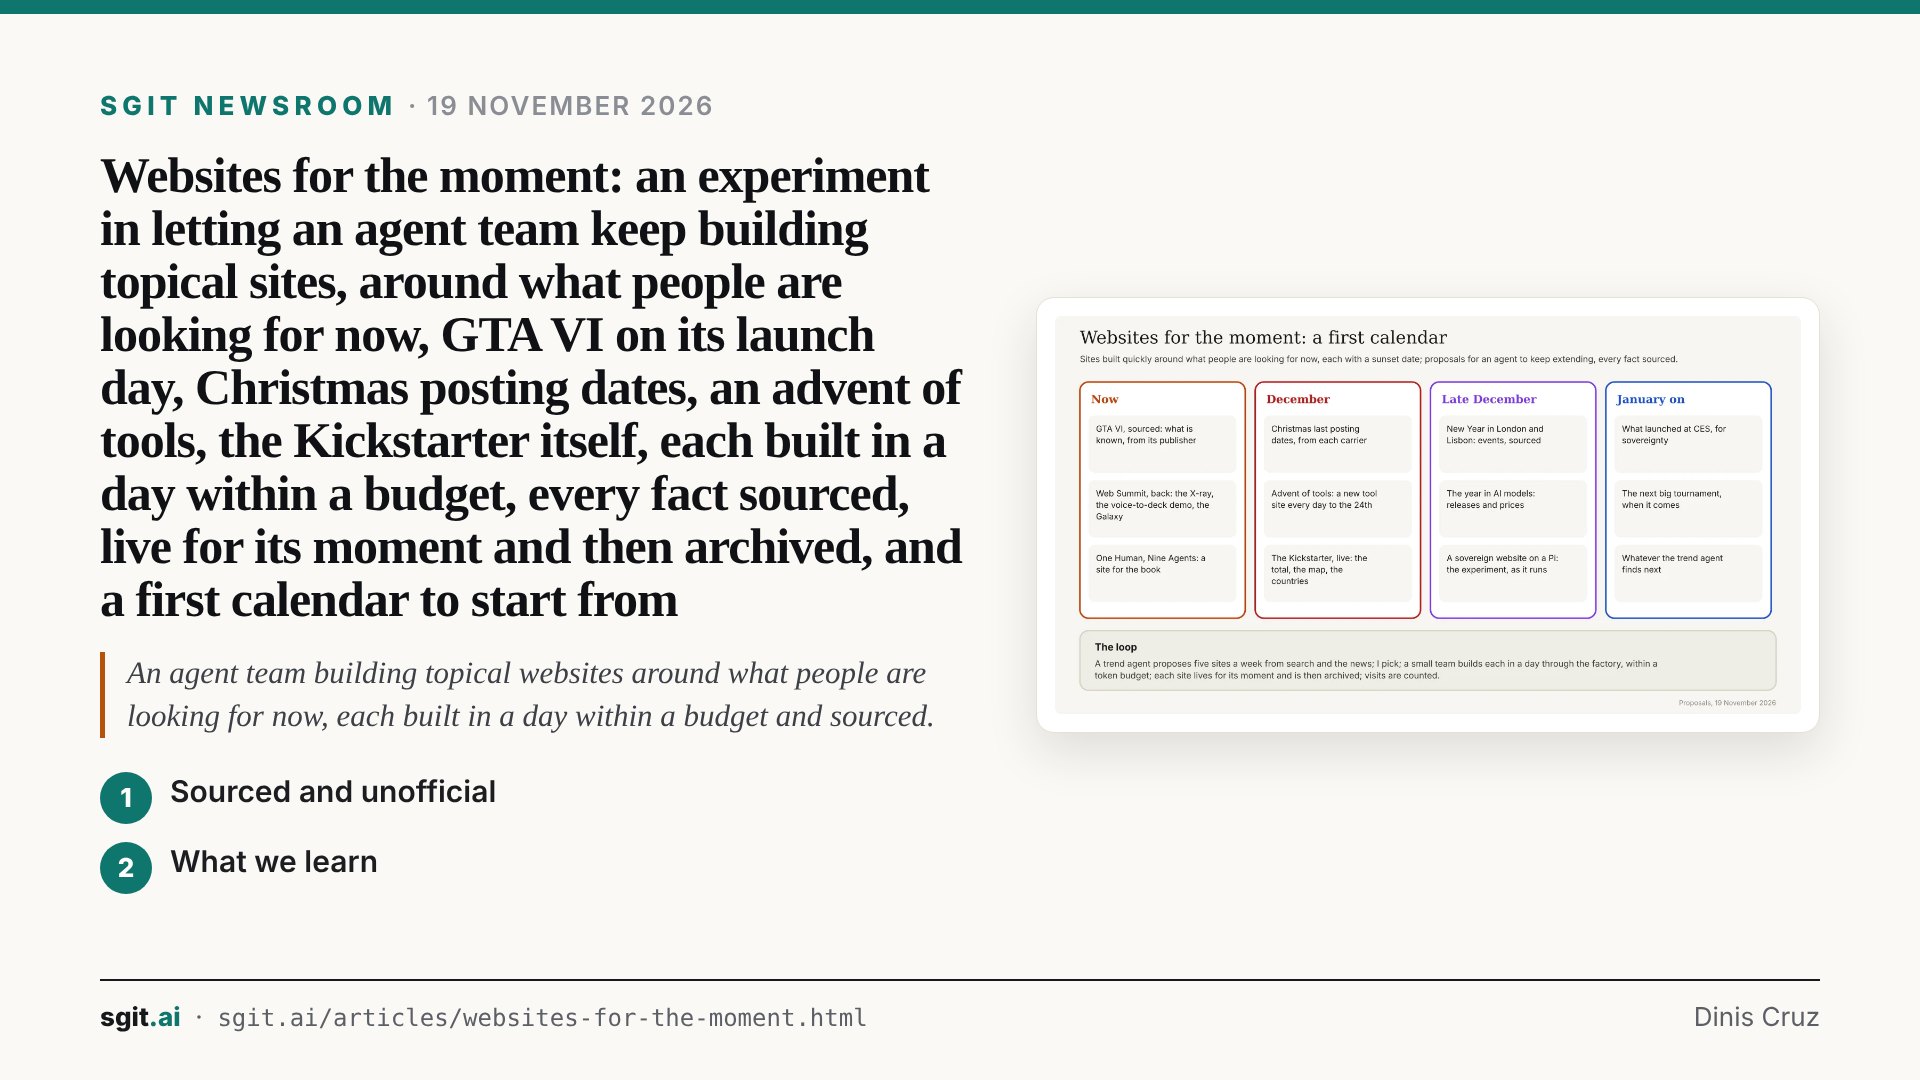 SGIT NEWSROOM · 19 NOVEMBER 2026
Websites for the moment: an experiment
in letting an agent team keep building
topical sites, around what people are
looking for now, GTA VI on its launch
day, Christmas posting dates, an advent of
tools, the Kickstarter itself, each built in a
day within a budget, every fact sourced,
live for its moment and then archived, and
a first calendar to start from
An agent team building topical websites around what people are
looking for now, each built in a day within a budget and sourced.
1 Sourced and unofficial
2 What we learn
Websites for the moment: a first calendar
Sites built quickly around what people are looking for now, each with a sunset date; proposals for an agent to keep extending, every fact sourced.
Now
GTA VI, sourced: what is
known, from its publisher
Web Summit, back: the X-ray,
the voice-to-deck demo, the
Galaxy
One Human, Nine Agents: a
site for the book
December
Christmas last posting
dates, from each carrier
Advent of tools: a new tool
site every day to the 24th
The Kickstarter, live: the
total, the map, the
countries
Late December
New Year in London and
Lisbon: events, sourced
The year in AI models:
releases and prices
A sovereign website on a Pi:
the experiment, as it runs
January on
What launched at CES, for
sovereignty
The next big tournament,
when it comes
Whatever the trend agent
finds next
The loop
A trend agent proposes five sites a week from search and the news; I pick; a small team builds each in a day through the factory, within a
token budget; each site lives for its moment and is then archived; visits are counted.
Proposals, 19 November 2026
sgit.ai · sgit.ai/articles/websites-for-the-moment.html
Dinis Cruz